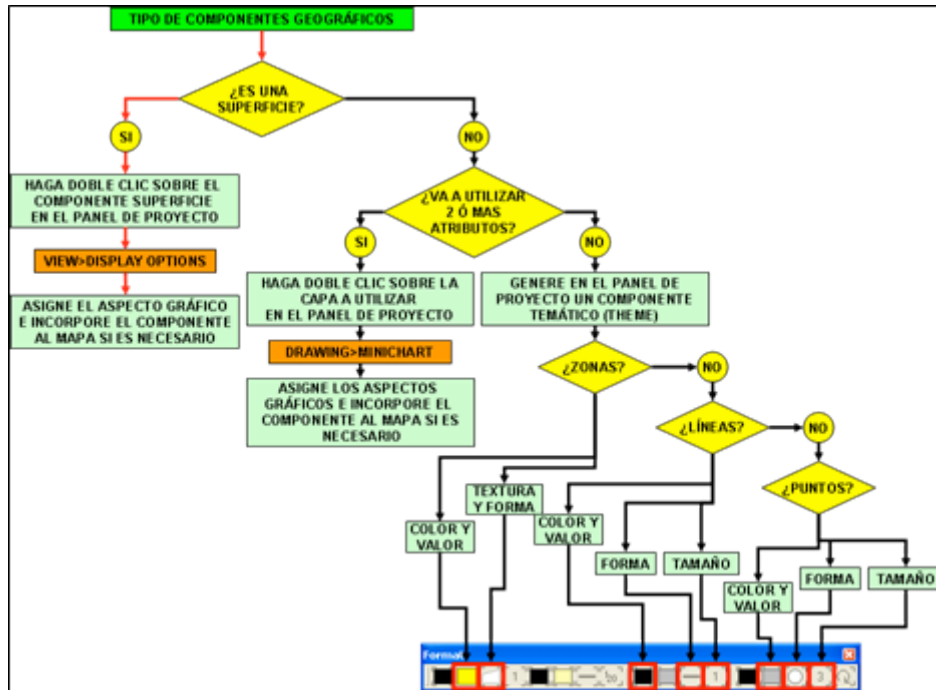 TIPO DE COMPONENTES GEOGRÁFICOS
¿ES UNA
SUPERFICIE?
SI
NO
HAGA DOBLE CLIC SOBRE EL
COMPONENTE SUPERFICIE
EN EL PANEL DE PROYECTO
¿VA A UTILIZAR
2 Ó MAS
ATRIBUTOS?
SI
NO
VIEW>DISPLAY OPTIONS
HAGA DOBLE CLIC SOBRE LA
CAPA A UTILIZAR
EN EL PANEL DE PROYECTO
GENERE EN EL PANEL DE
PROYECTO UN COMPONENTE
TEMÁTICO (THEME)
ASIGNE EL ASPECTO GRÁFICO
E INCORPORE EL COMPONENTE
AL MAPA SI ES NECESARIO
DRAWING>MINICHART
¿ZONAS?
NO
ASIGNE LOS ASPECTOS
GRÁFICOS E INCORPORE EL
COMPONENTE AL MAPA SI ES
NECESARIO
¿LÍNEAS?
NO
¿PUNTOS?
TEXTURA
Y FORMA
COLOR Y
VALOR
COLOR Y
VALOR
FORMA
TAMAÑO
COLOR Y
VALOR
FORMA
TAMAÑO
Format
1
1
3